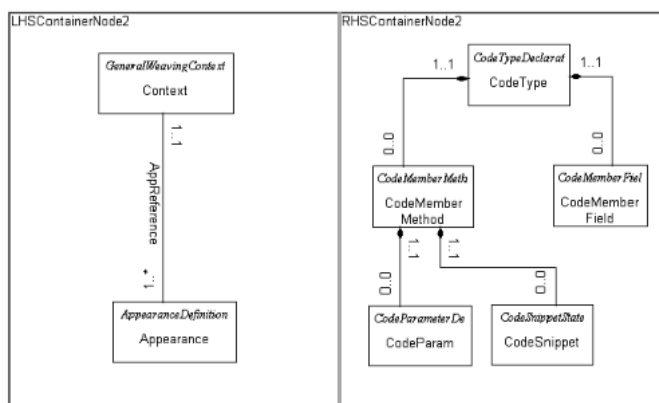 LHSContainerNode2
GeneralWeavingContext
Context
1..1
AppReference
*..1
AppearanceDefinition
Appearance
RHSContainerNode2
CodeTypeDeclarat
CodeType
1..1
1..1
0..0
0..0
CodeMemberMeth
CodeMember
Method
CodeMemberFiel
CodeMember
Field
1..1
1..1
0..0
0..0
CodeParameterDe
CodeParam
CodeSnippetState
CodeSnippet